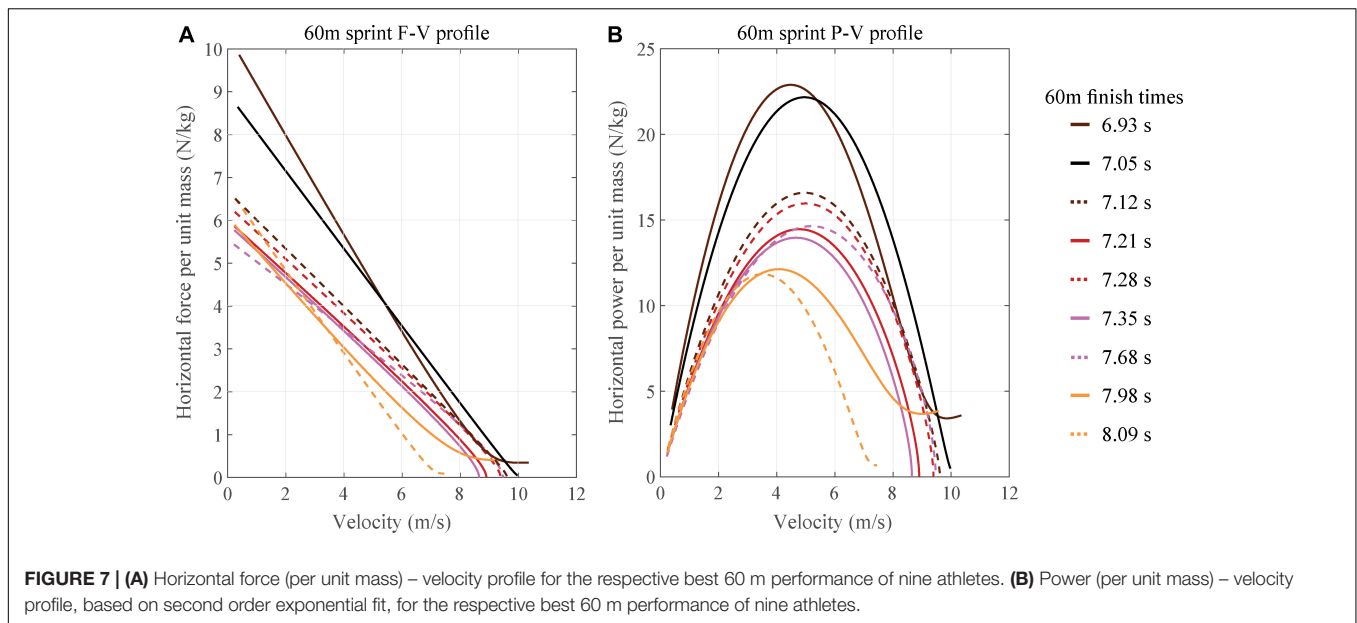 A 60m sprint F-V profile
10
9
8
7
6
5
4
3
2
1
0
Horizontal force per unit mass (N/kg)
0 2 4 6 8 10 12
Velocity (m/s)
B 60m sprint P-V profile
25
20
15
10
5
0
Horizontal power per unit mass (N/kg)
0 2 4 6 8 10 12
Velocity (m/s)
60m finish times
6.93 s
7.05 s
7.12 s
7.21 s
7.28 s
7.35 s
7.68 s
7.98 s
8.09 s
FIGURE 7 | (A) Horizontal force (per unit mass) – velocity profile for the respective best 60 m performance of nine athletes. (B) Power (per unit mass) – velocity
profile, based on second order exponential fit, for the respective best 60 m performance of nine athletes.